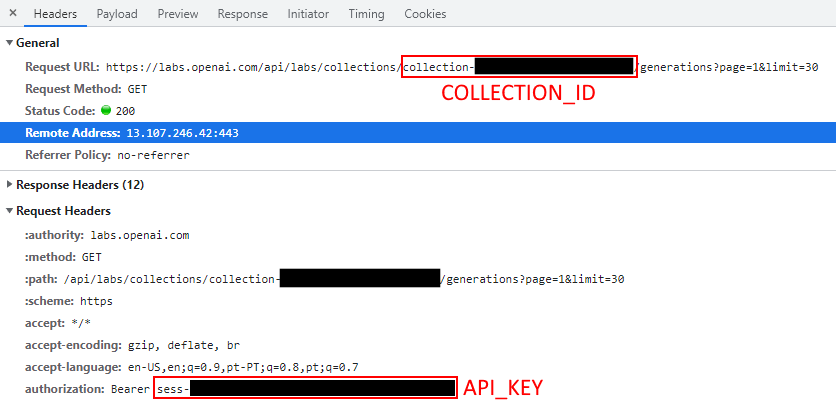 × Headers Payload Preview Response Initiator Timing Cookies
▼ General
Request URL: https://labs.openai.com/api/labs/collections/collection- /generations?page=1&limit=30
COLLECTION_ID
Request Method: GET
Status Code: 200
Remote Address: 13.107.246.42:443
Referrer Policy: no-referrer
▶ Response Headers (12)
▼ Request Headers
:authority: labs.openai.com
:method: GET
:path: /api/labs/collections/collection- /generations?page=1&limit=30
:scheme: https
accept: */*
accept-encoding: gzip, deflate, br
accept-language: en-US,en;q=0.9,pt-PT;q=0.8,pt;q=0.7
authorization: Bearer sess- API_KEY